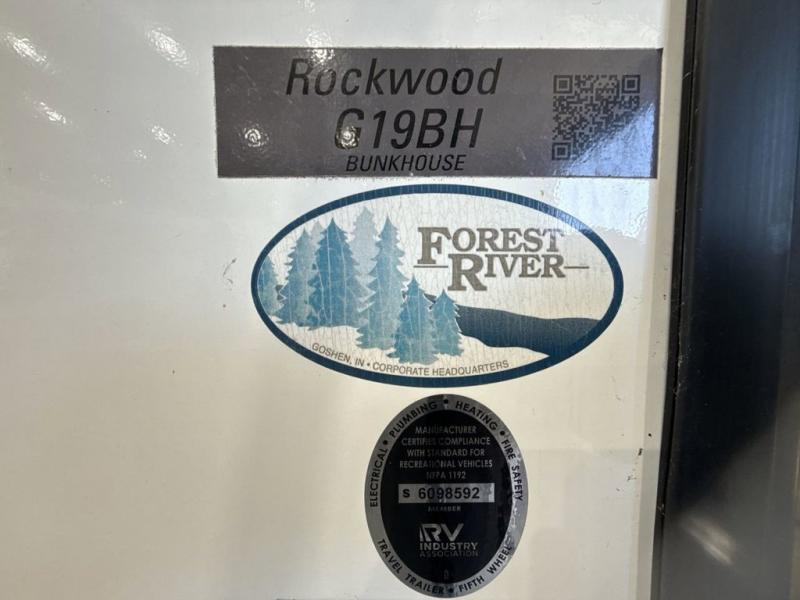 Rockwood
G19BH
BUNKHOUSE
FOREST
RIVER
GOSHEN, IN • CORPORATE HEADQUARTERS
ELECTRICAL • PLUMBING • HEATING • FIRE SAFETY
MANUFACTURER
CERTIFIES COMPLIANCE
WITH STANDARD FOR
RECREATIONAL VEHICLES
NFPA 1192
S 6098592
MEMBER
RV
INDUSTRY
ASSOCIATION
TRAVEL TRAILER • FIFTH WHEEL